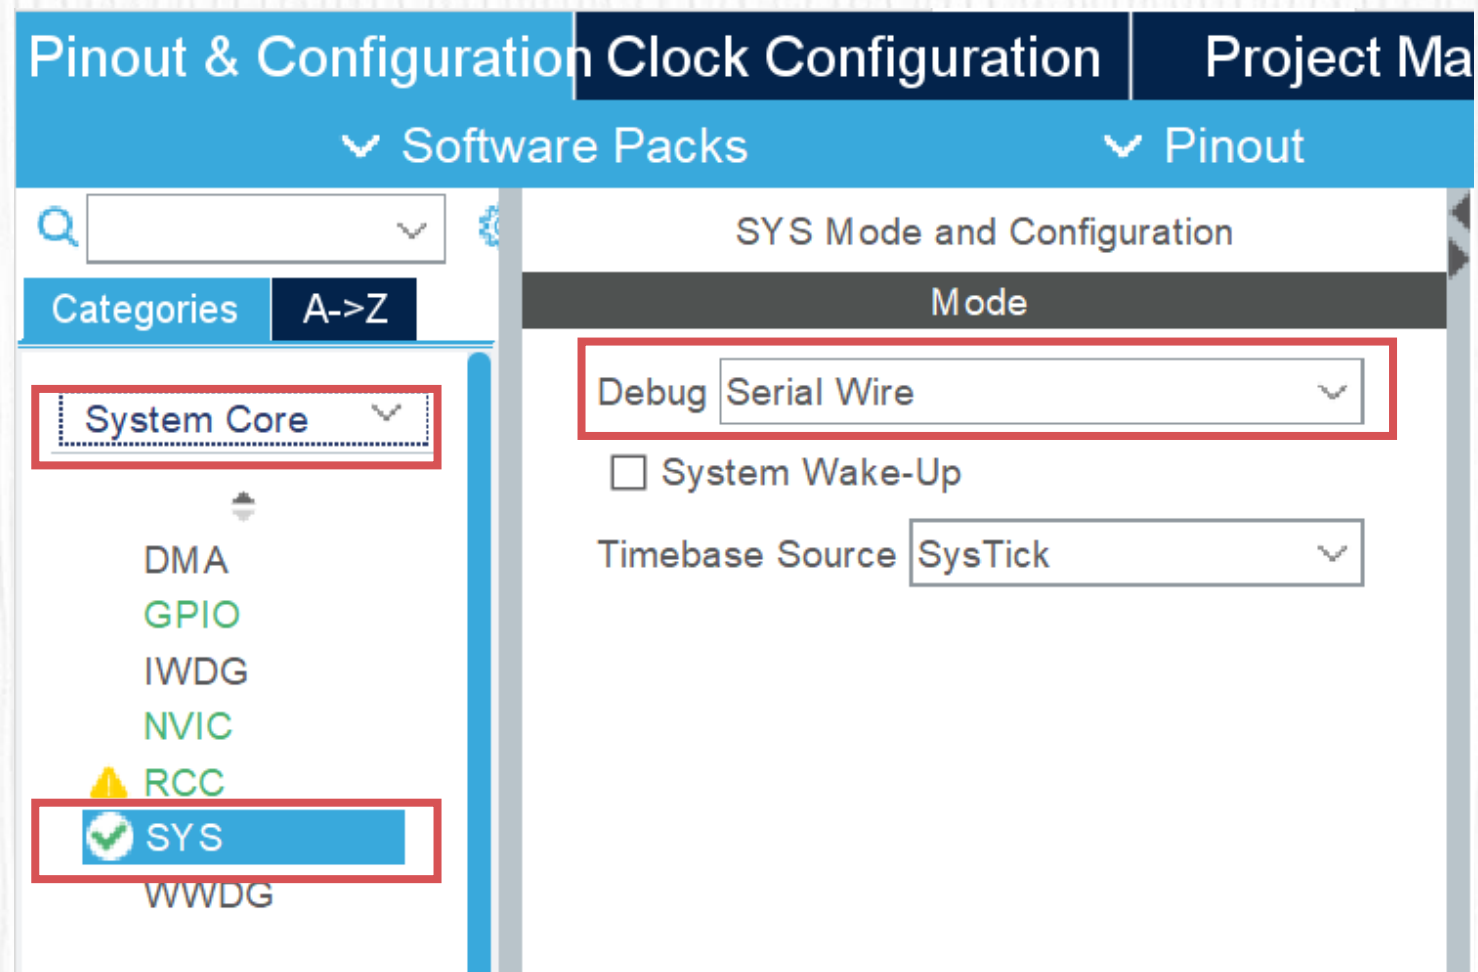 Pinout & Configuration
Clock Configuration
Project Ma
Software Packs
Pinout
Categories
A->Z
System Core
DMA
GPIO
IWDG
NVIC
RCC
SYS
WWDG
SYS Mode and Configuration
Mode
Debug Serial Wire
System Wake-Up
Timebase Source SysTick